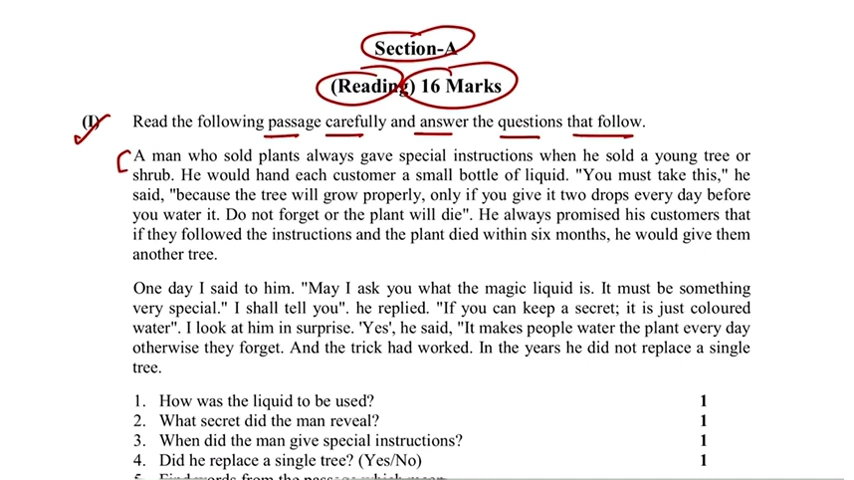 Section-A
(Reading) 16 Marks
(I) Read the following passage carefully and answer the questions that follow.
A man who sold plants always gave special instructions when he sold a young tree or
shrub. He would hand each customer a small bottle of liquid. "You must take this," he
said, "because the tree will grow properly, only if you give it two drops every day before
you water it. Do not forget or the plant will die". He always promised his customers that
if they followed the instructions and the plant died within six months, he would give them
another tree.
One day I said to him. "May I ask you what the magic liquid is. It must be something
very special." I shall tell you". he replied. "If you can keep a secret; it is just coloured
water". I look at him in surprise. 'Yes', he said, "It makes people water the plant every day
otherwise they forget. And the trick had worked. In the years he did not replace a single
tree.
1. How was the liquid to be used? 1
2. What secret did the man reveal? 1
3. When did the man give special instructions? 1
4. Did he replace a single tree? (Yes/No) 1
5. Find words from the passage which mean